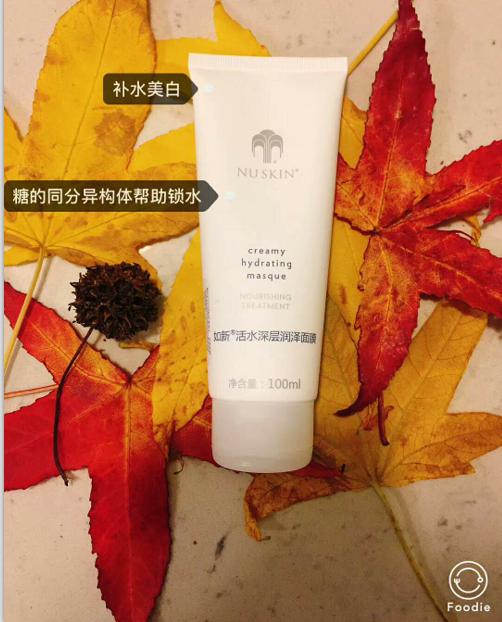 补水美白
糖的同分异构体帮助锁水
NU SKIN®
creamy
hydrating
masque
NOURISHING
TREATMENT
如新®活水深层润泽面膜
净含量：100ml
Foodie